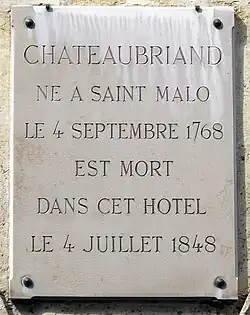 CHATEAUBRIAND
NE A SAINT MALO
LE 4 SEPTEMBRE 1768
EST MORT
DANS CET HOTEL
LE 4 JUILLET 1848